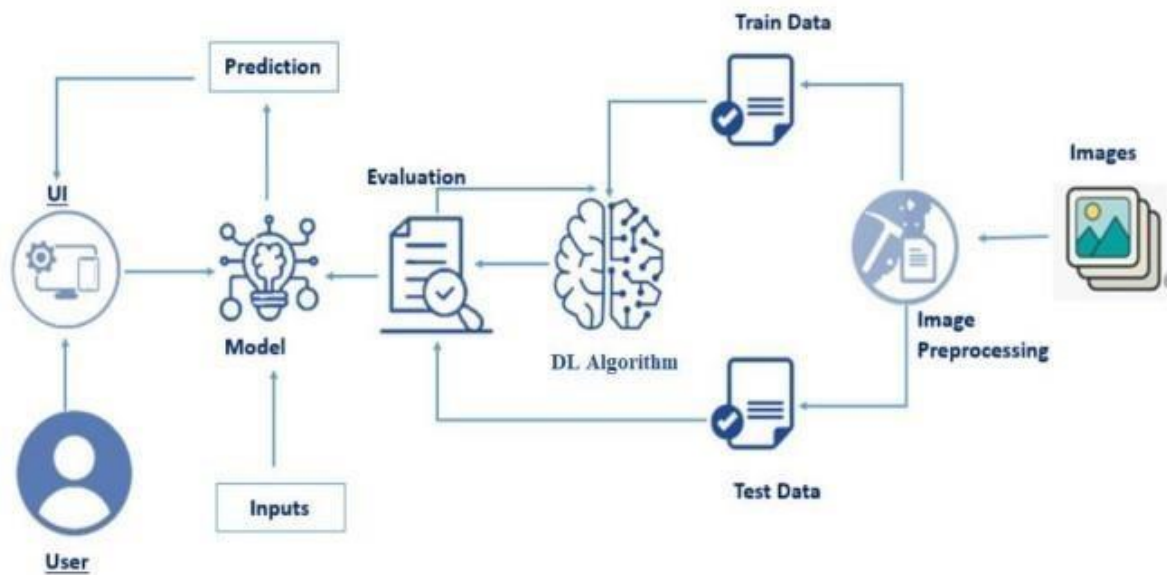 Train Data
Prediction
Images
Evaluation
UI
Image
Preprocessing
Model
DL Algorithm
Test Data
Inputs
User